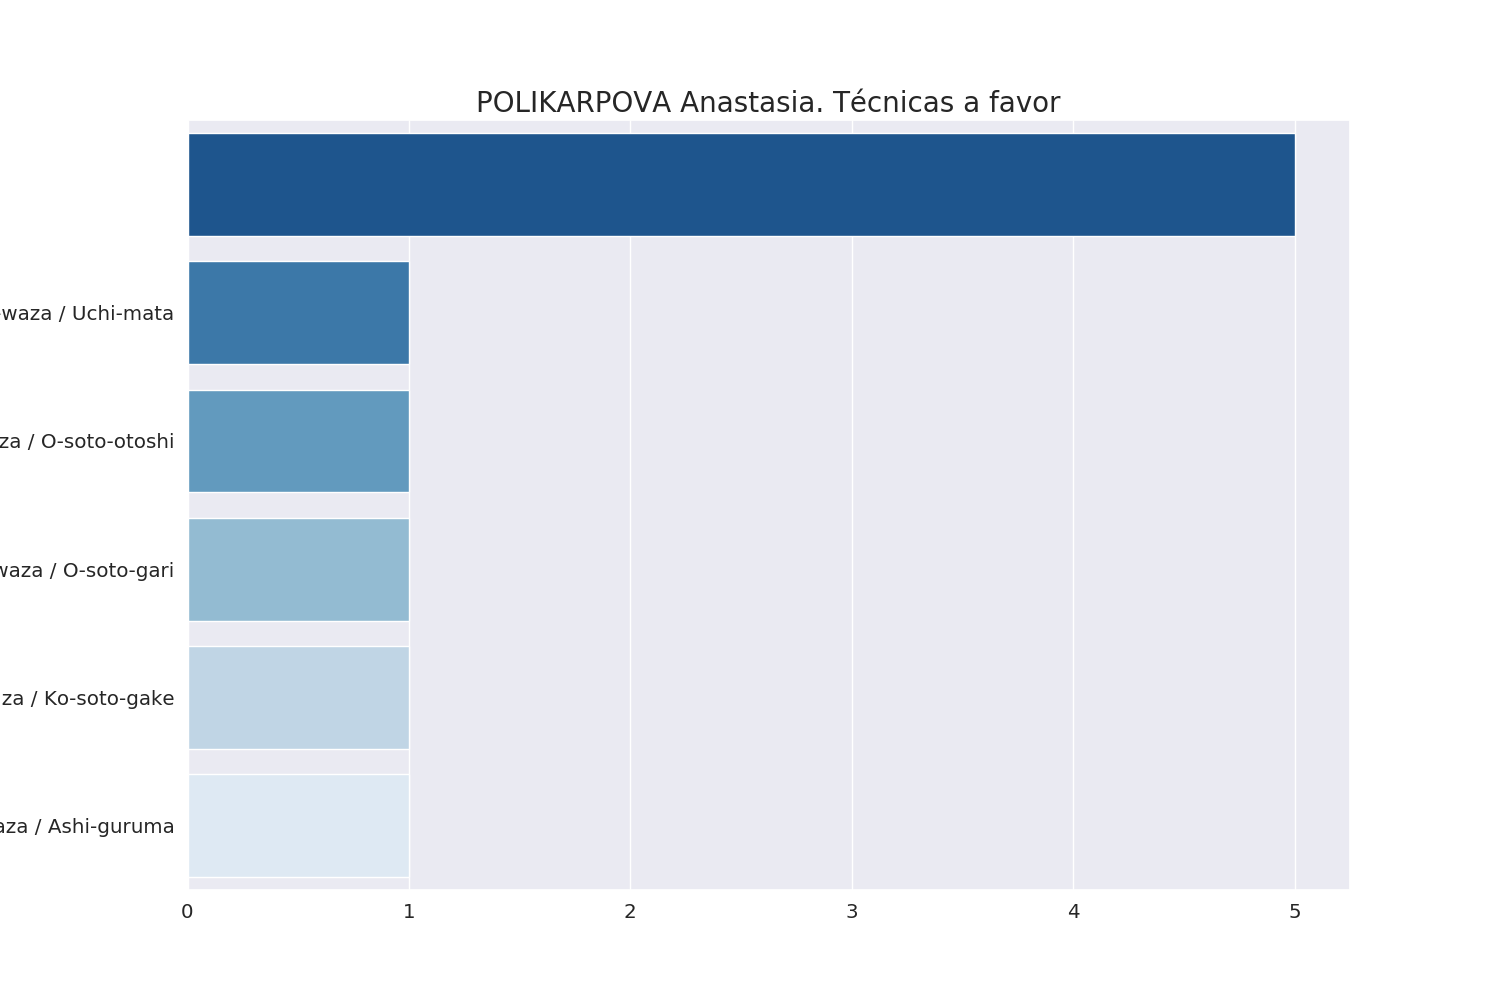 POLIKARPOVA Anastasia. Técnicas a favor
waza / Uchi-mata
za / O-soto-otoshi
waza / O-soto-gari
za / Ko-soto-gake
aza / Ashi-guruma
0 1 2 3 4 5